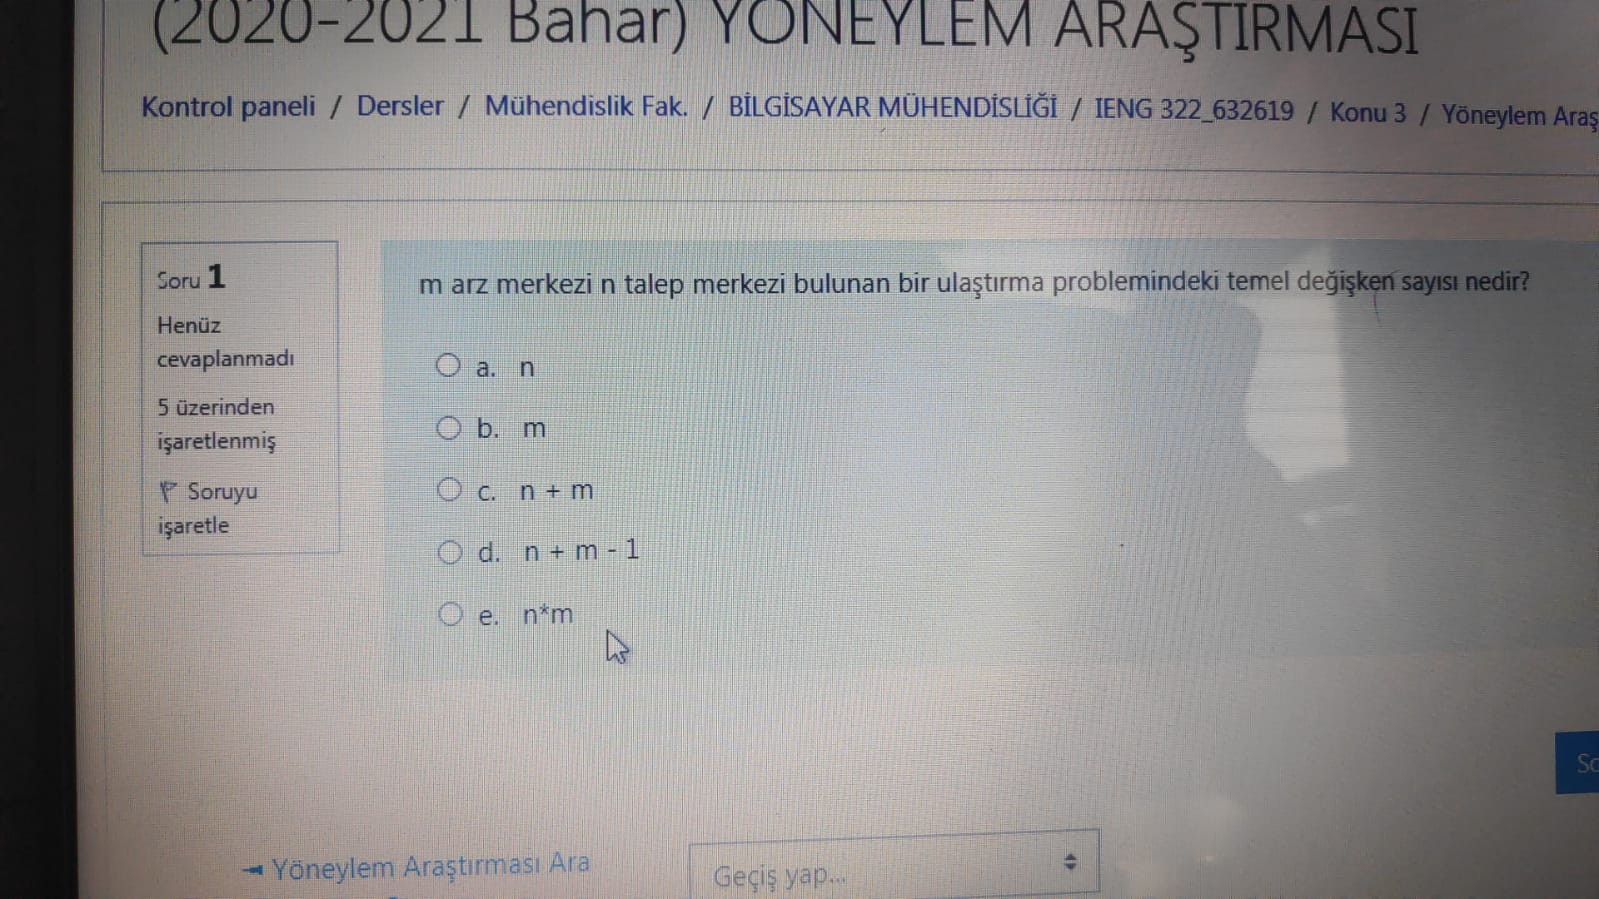 (2020-2021 Bahar) YÖNEYLEM ARAŞTIRMASI
Kontrol paneli / Dersler / Mühendislik Fak. / BİLGİSAYAR MÜHENDİSLİĞİ / IENG 322_632619 / Konu 3 / Yöneylem Araş
Soru 1
Henüz
cevaplanmadı
5 üzerinden
işaretlenmiş
Soruyu
işaretle
m arz merkezi n talep merkezi bulunan bir ulaştırma problemindeki temel değişken sayısı nedir?
a. n
b. m
c. n + m
d. n + m - 1
e. n*m
So
Yöneylem Araştırması Ara
Geçiş yap...